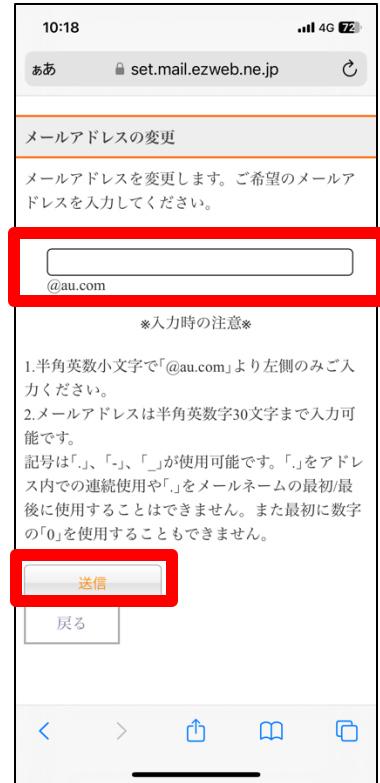 10:18
4G 72
ぁあ set.mail.ezweb.ne.jp
メールアドレスの変更
メールアドレスを変更します。ご希望のメールア
ドレスを入力してください。
@au.com
※入力時の注意※
1.半角英数小文字で｢@au.com｣より左側のみご入
力ください。
2.メールアドレスは半角英数字30文字まで入力可
能です。
記号は｢.｣、｢-｣、｢_｣が使用可能です。｢.｣をアドレ
ス内での連続使用や｢.｣をメールネームの最初/最
後に使用することはできません。また最初に数字
の｢0｣を使用することもできません。
送信
戻る